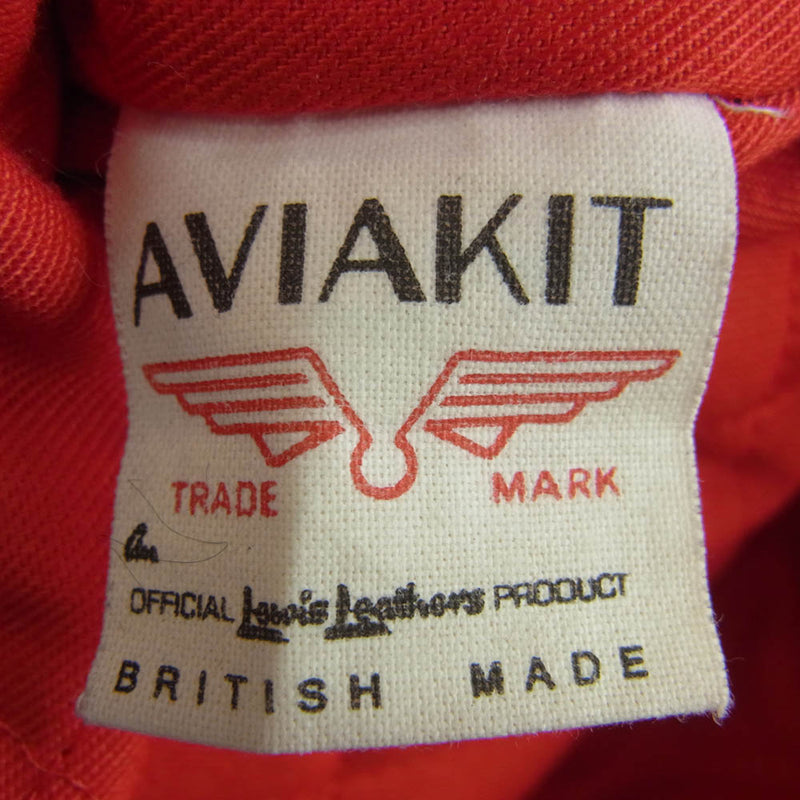 AVIAKIT
TRADE MARK
An
OFFICIAL Lewis Leathers PRODUCT
BRITISH MADE